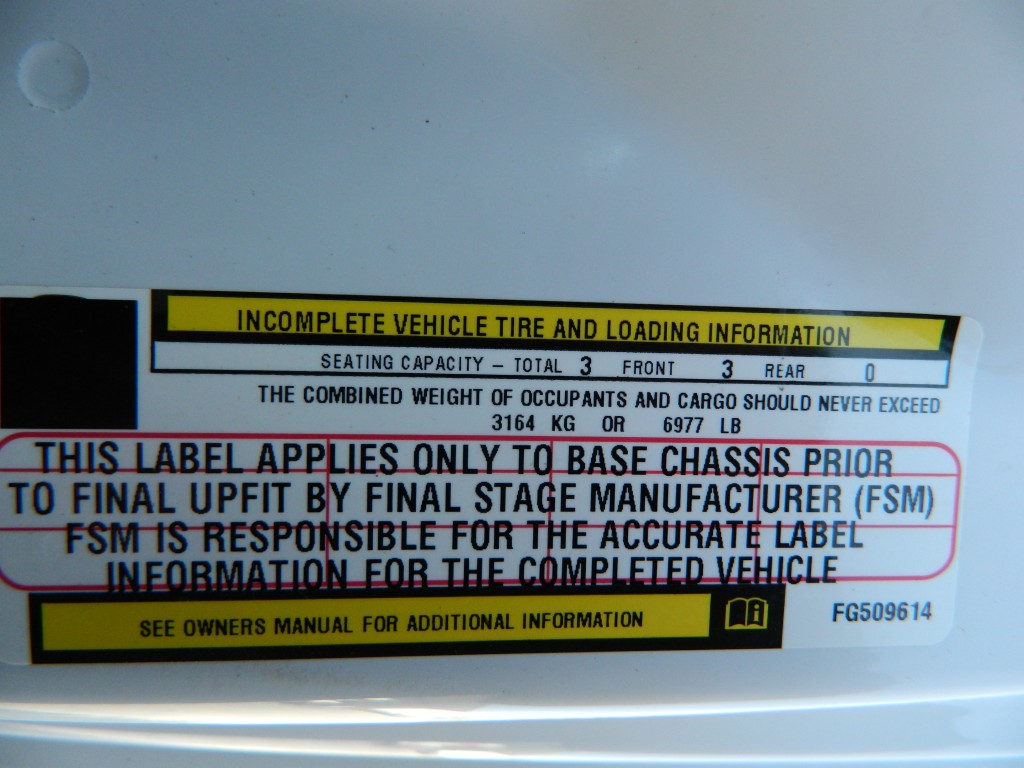 INCOMPLETE VEHICLE TIRE AND LOADING INFORMATION
SEATING CAPACITY – TOTAL 3 FRONT 3 REAR 0
THE COMBINED WEIGHT OF OCCUPANTS AND CARGO SHOULD NEVER EXCEED
3164 KG OR 6977 LB
THIS LABEL APPLIES ONLY TO BASE CHASSIS PRIOR
TO FINAL UPFIT BY FINAL STAGE MANUFACTURER (FSM)
FSM IS RESPONSIBLE FOR THE ACCURATE LABEL
INFORMATION FOR THE COMPLETED VEHICLE
SEE OWNERS MANUAL FOR ADDITIONAL INFORMATION
FG509614